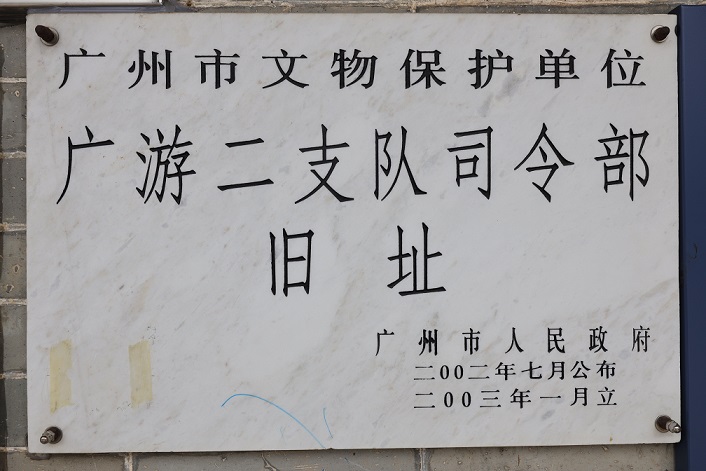 广州市文物保护单位
广游二支队司令部
旧址
广州市人民政府
二00二年七月公布
二00三年一月立